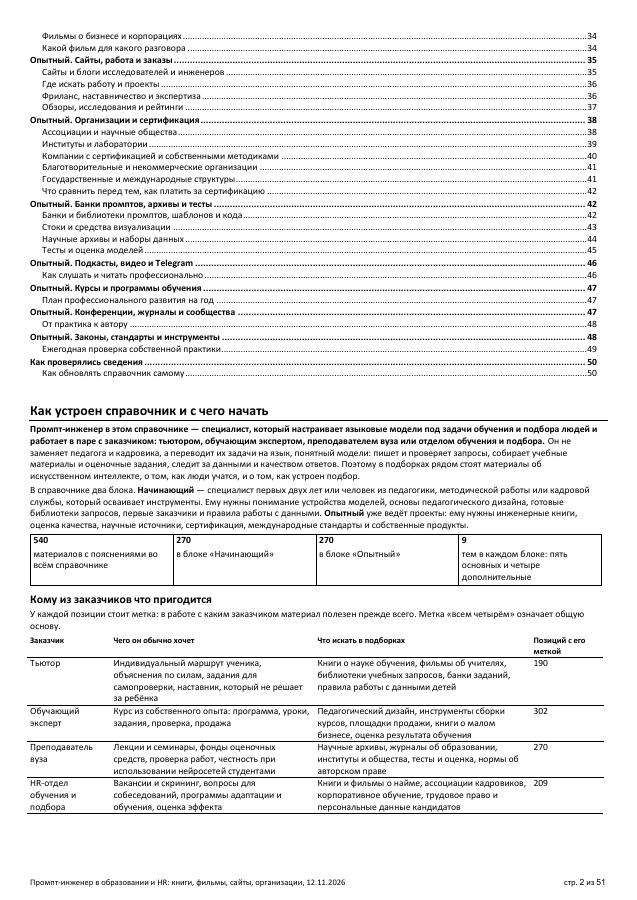 Фильмы о бизнесе и корпорациях 34
Какой фильм для какого разговора 34
Опытный. Сайты, работа и заказы 35
Сайты и блоги исследователей и инженеров 35
Где искать работу и проекты 36
Фриланс, наставничество и экспертиза 36
Обзоры, исследования и рейтинги 37
Опытный. Организации и сертификация 38
Ассоциации и научные общества 38
Институты и лаборатории 39
Компании с сертификацией и собственными методиками 40
Благотворительные и некоммерческие организации 41
Государственные и международные структуры 41
Что сравнить перед тем, как платить за сертификацию 42
Опытный. Банки промптов, архивы и тесты 42
Банки и библиотеки промптов, шаблонов и кода 42
Стоки и средства визуализации 43
Научные архивы и наборы данных 44
Тесты и оценка моделей 45
Опытный. Подкасты, видео и Telegram 46
Как слушать и читать профессионально 46
Опытный. Курсы и программы обучения 47
План профессионального развития на год 47
Опытный. Конференции, журналы и сообщества 47
От практика к автору 48
Опытный. Законы, стандарты и инструменты 48
Ежегодная проверка собственной практики 49
Как проверялись сведения 50
Как обновлять справочник самому 50
Как устроен справочник и с чего начать
Промпт-инженер в этом справочнике — специалист, который настраивает языковые модели под задачи обучения и подбора людей и
работает в паре с заказчиком: тьютором, обучающим экспертом, преподавателем вуза или отделом обучения и подбора. Он не
заменяет педагога и кадровика, а переводит их задачи на язык, понятный модели: пишет и проверяет запросы, собирает учебные
материалы и оценочные задания, следит за данными и качеством ответов. Поэтому в подборках рядом стоят материалы об
искусственном интеллекте, о том, как люди учатся, и о том, как устроен подбор.
В справочнике два блока. Начинающий — специалист первых двух лет или человек из педагогики, методической работы или кадровой
службы, который осваивает инструменты. Ему нужны понимание устройства моделей, основы педагогического дизайна, готовые
библиотеки запросов, первые заказчики и правила работы с данными. Опытный уже ведёт проекты: ему нужны инженерные книги,
оценка качества, научные источники, сертификация, международные стандарты и собственные продукты.
540 270 270 9
материалов с пояснениями во в блоке «Начинающий» в блоке «Опытный» тем в каждом блоке: пять
всём справочнике основных и четыре
дополнительные
Кому из заказчиков что пригодится
У каждой позиции стоит метка: в работе с каким заказчиком материал полезен прежде всего. Метка «всем четырём» означает общую
основу.
Заказчик Чего он обычно хочет Что искать в подборках Позиций с его
меткой
Тьютор Индивидуальный маршрут ученика, Книги о науке обучения, фильмы об учителях, 190
объяснения по силам, задания для библиотеки учебных запросов, банки заданий,
самопроверки, наставник, который не решает правила работы с данными детей
за ребёнка
Обучающий Курс из собственного опыта: программа, уроки, Педагогический дизайн, инструменты сборки 302
эксперт задания, проверка, продажа курсов, площадки продажи, книги о малом
бизнесе, оценка результата обучения
Преподаватель Лекции и семинары, фонды оценочных Научные архивы, журналы об образовании, 270
вуза средств, проверка работ, честность при институты и общества, тесты и оценка, нормы об
использовании нейросетей студентами авторском праве
HR-отдел Вакансии и скрининг, вопросы для Книги и фильмы о найме, ассоциации кадровиков, 209
обучения и собеседований, программы адаптации и корпоративное обучение, трудовое право и
подбора обучения, оценка эффекта персональные данные кандидатов
Промпт-инженер в образовании и HR: книги, фильмы, сайты, организации, 12.11.2026 стр. 2 из 51